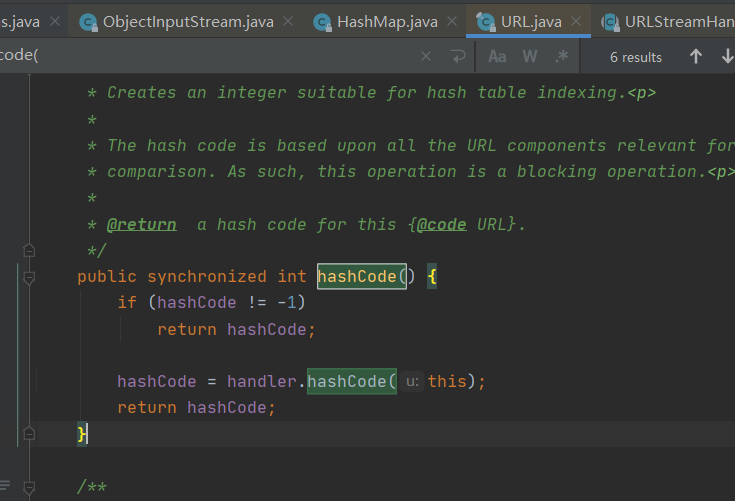 s.java ObjectInputStream.java HashMap.java URL.java URLStreamHan
code( Aa W .* 6 results
* Creates an integer suitable for hash table indexing.<p>
*
* The hash code is based upon all the URL components relevant for
* comparison. As such, this operation is a blocking operation.<p>
*
* @return  a hash code for this {@code URL}.
*/
public synchronized int hashCode() {
if (hashCode != -1)
return hashCode;
hashCode = handler.hashCode( u: this);
return hashCode;
}
/**